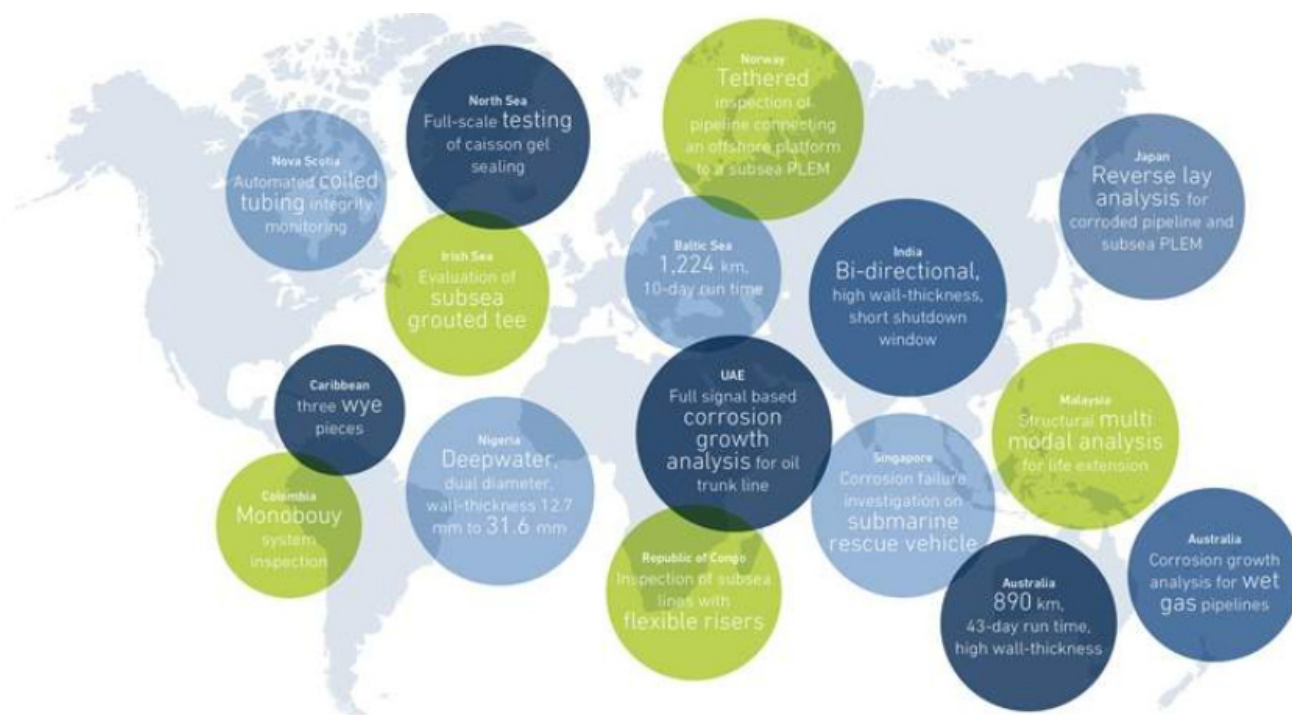 Nova Scotia
Automated coiled
tubing integrity
monitoring
North Sea
Full-scale testing
of caisson gel
sealing
Norway
Tethered
inspection of
pipeline connecting
an offshore platform
to a subsea PLEM
Japan
Reverse lay
analysis for
corroded pipeline and
subsea PLEM
Irish Sea
Evaluation of
subsea
grouted tee
Baltic Sea
1,224 km,
10-day run time
India
Bi-directional,
high wall-thickness,
short shutdown
window
Caribbean
three wye
pieces
Nigeria
Deepwater,
dual diameter,
wall-thickness 12.7
mm to 31.6 mm
UAE
Full signal based
corrosion
growth
analysis for oil
trunk line
Singapore
Corrosion failure
investigation on
submarine
rescue vehicle
Malaysia
Structural multi
modal analysis
for life extension
Colombia
Monobouy
system
inspection
Republic of Congo
Inspection of subsea
lines with
flexible risers
Australia
890 km,
43-day run time,
high wall-thickness
Australia
Corrosion growth
analysis for wet
gas pipelines